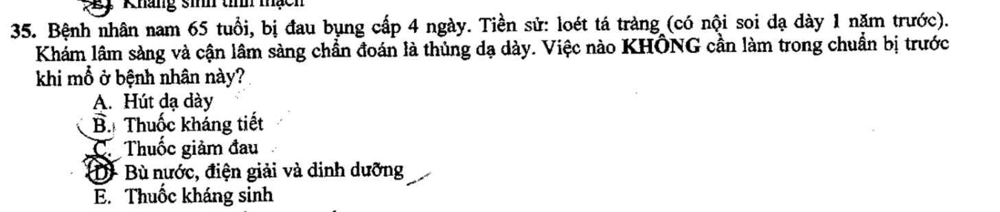 Kháng sinh tĩnh mạch
35. Bệnh nhân nam 65 tuổi, bị đau bụng cấp 4 ngày. Tiền sử: loét tá tràng (có nội soi dạ dày 1 năm trước).
Khám lâm sàng và cận lâm sàng chẩn đoán là thủng dạ dày. Việc nào KHÔNG cần làm trong chuẩn bị trước
khi mổ ở bệnh nhân này?
A. Hút dạ dày
B. Thuốc kháng tiết
C. Thuốc giảm đau
D. Bù nước, điện giải và dinh dưỡng
E. Thuốc kháng sinh